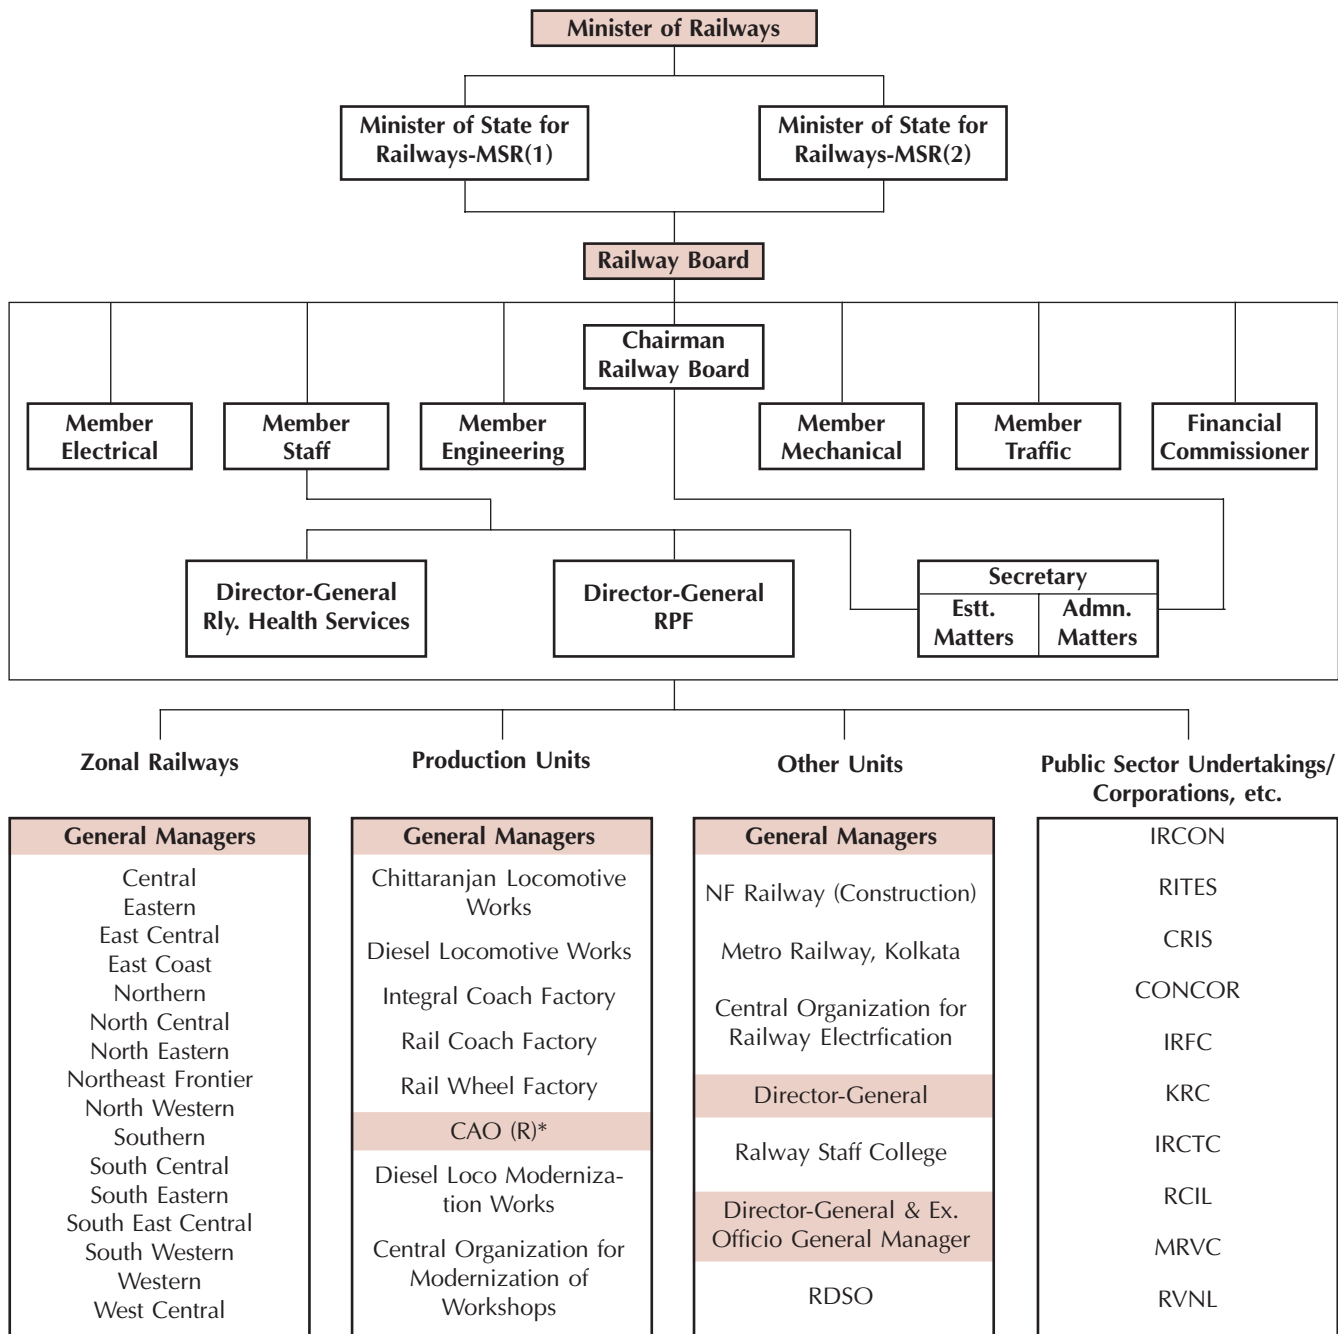 Minister of Railways
Minister of State for
Railways-MSR(1)
Minister of State for
Railways-MSR(2)
Railway Board
Chairman
Railway Board
Member
Electrical
Member
Staff
Member
Engineering
Member
Mechanical
Member
Traffic
Financial
Commissioner
Director-General
Rly. Health Services
Director-General
RPF
Secretary
Estt.
Matters
Admn.
Matters
Zonal Railways
General Managers
Central
Eastern
East Central
East Coast
Northern
North Central
North Eastern
Northeast Frontier
North Western
Southern
South Central
South Eastern
South East Central
South Western
Western
West Central
Production Units
General Managers
Chittaranjan Locomotive
Works
Diesel Locomotive Works
Integral Coach Factory
Rail Coach Factory
Rail Wheel Factory
CAO (R)*
Diesel Loco Moderniza-
tion Works
Central Organization for
Modernization of
Workshops
Other Units
General Managers
NF Railway (Construction)
Metro Railway, Kolkata
Central Organization for
Railway Electrfication
Director-General
Ralway Staff College
Director-General & Ex.
Officio General Manager
RDSO
Public Sector Undertakings/
Corporations, etc.
IRCON
RITES
CRIS
CONCOR
IRFC
KRC
IRCTC
RCIL
MRVC
RVNL